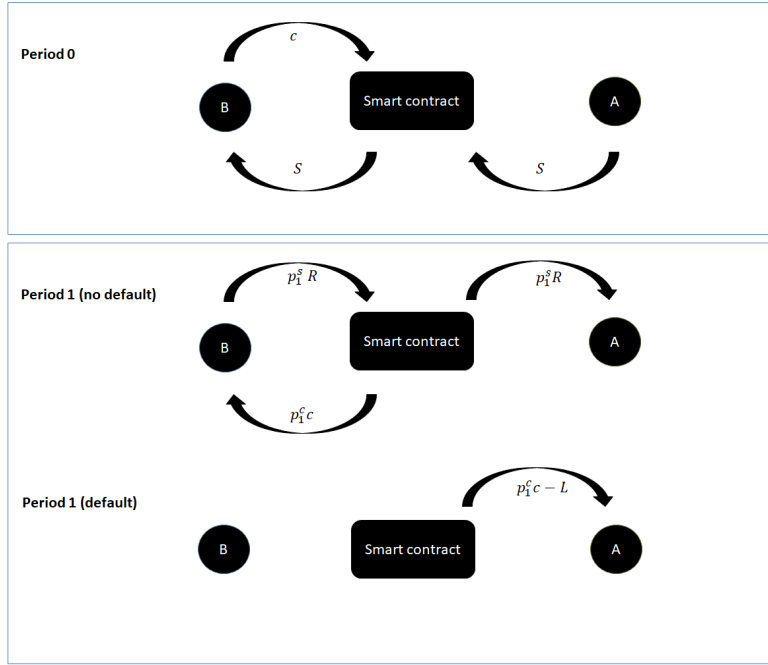 Period 0
c
B
Smart contract
A
S
S
Period 1 (no default)
p₁ˢ R
p₁ˢR
B
Smart contract
A
p₁ᶜc
Period 1 (default)
p₁ᶜc − L
B
Smart contract
A